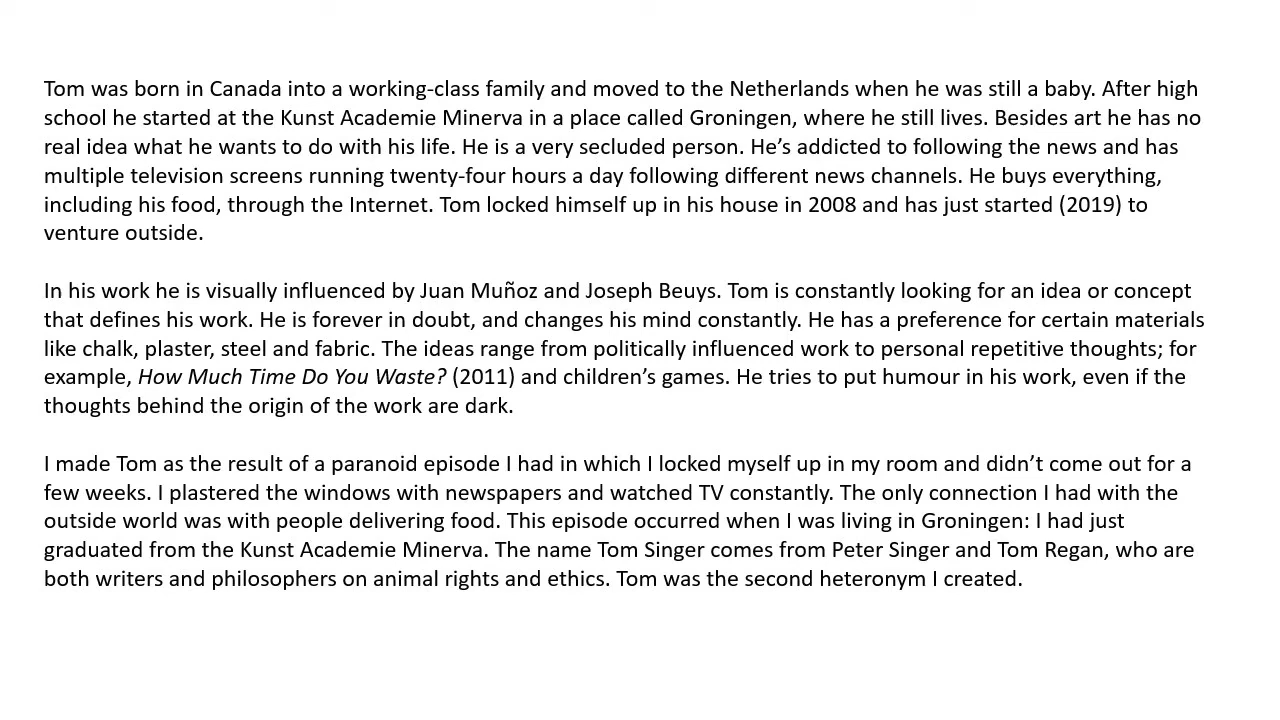 Tom was born in Canada into a working-class family and moved to the Netherlands when he was still a baby. After high
school he started at the Kunst Academie Minerva in a place called Groningen, where he still lives. Besides art he has no
real idea what he wants to do with his life. He is a very secluded person. He’s addicted to following the news and has
multiple television screens running twenty-four hours a day following different news channels. He buys everything,
including his food, through the Internet. Tom locked himself up in his house in 2008 and has just started (2019) to
venture outside.
In his work he is visually influenced by Juan Muñoz and Joseph Beuys. Tom is constantly looking for an idea or concept
that defines his work. He is forever in doubt, and changes his mind constantly. He has a preference for certain materials
like chalk, plaster, steel and fabric. The ideas range from politically influenced work to personal repetitive thoughts; for
example, How Much Time Do You Waste? (2011) and children’s games. He tries to put humour in his work, even if the
thoughts behind the origin of the work are dark.
I made Tom as the result of a paranoid episode I had in which I locked myself up in my room and didn’t come out for a
few weeks. I plastered the windows with newspapers and watched TV constantly. The only connection I had with the
outside world was with people delivering food. This episode occurred when I was living in Groningen: I had just
graduated from the Kunst Academie Minerva. The name Tom Singer comes from Peter Singer and Tom Regan, who are
both writers and philosophers on animal rights and ethics. Tom was the second heteronym I created.